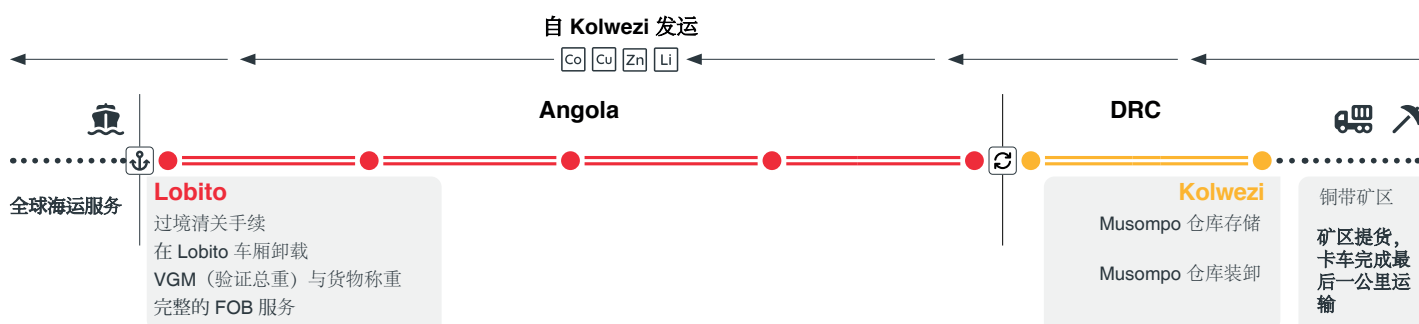 自 Kolwezi 发运
Co Cu Zn Li
Angola
DRC
全球海运服务
Lobito
过境清关手续
在 Lobito 车厢卸载
VGM（验证总重）与货物称重
完整的 FOB 服务
Kolwezi
Musompo 仓库存储
Musompo 仓库装卸
铜带矿区
矿区提货，
卡车完成最
后一公里运
输